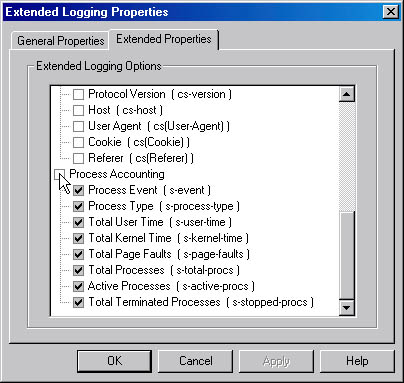 Extended Logging Properties
General Properties
Extended Properties
Extended Logging Options
Protocol Version ( cs-version )
Host ( cs-host )
User Agent ( cs(User-Agent) )
Cookie ( cs(Cookie) )
Referer ( cs(Referer) )
Process Accounting
Process Event ( s-event )
Process Type ( s-process-type )
Total User Time ( s-user-time )
Total Kernel Time ( s-kernel-time )
Total Page Faults ( s-page-faults )
Total Processes ( s-total-procs )
Active Processes ( s-active-procs )
Total Terminated Processes ( s-stopped-procs )
OK
Cancel
Apply
Help